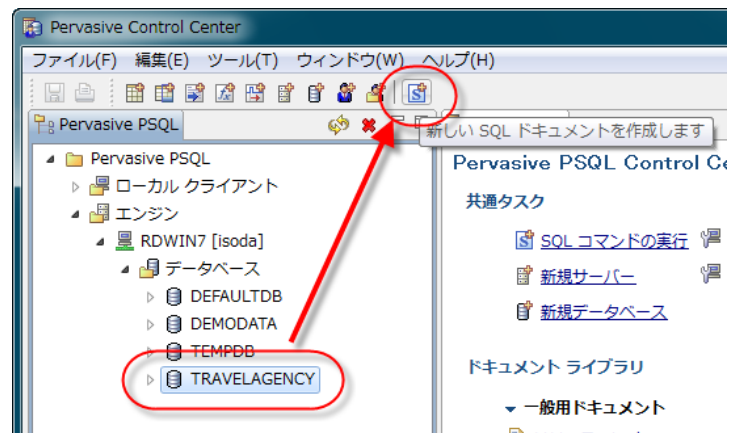 Pervasive Control Center
ファイル(F) 編集(E) ツール(T) ウィンドウ(W) ヘルプ(H)
Pervasive PSQL
新しい SQL ドキュメントを作成します
Pervasive PSQL
ローカル クライアント
エンジン
RDWIN7 [isoda]
データベース
DEFAULTDB
DEMODATA
TEMPDB
TRAVELAGENCY
Pervasive PSQL Control Ce
共通タスク
SQL コマンドの実行
新規サーバー
新規データベース
ドキュメント ライブラリ
一般用ドキュメント